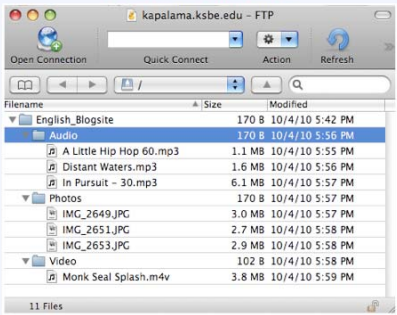 kapalama.ksbe.edu – FTP
Open Connection Quick Connect Action Refresh
/
Filename Size Modified
English_Blogsite 170 B 10/4/10 5:42 PM
Audio 170 B 10/4/10 5:56 PM
A Little Hip Hop 60.mp3 1.1 MB 10/4/10 5:55 PM
Distant Waters.mp3 1.6 MB 10/4/10 5:56 PM
In Pursuit – 30.mp3 6.1 MB 10/4/10 5:57 PM
Photos 170 B 10/4/10 5:57 PM
IMG_2649.JPG 3.0 MB 10/4/10 5:57 PM
IMG_2651.JPG 2.7 MB 10/4/10 5:58 PM
IMG_2653.JPG 2.9 MB 10/4/10 5:58 PM
Video 102 B 10/4/10 5:58 PM
Monk Seal Splash.m4v 3.8 MB 10/4/10 5:59 PM
11 Files